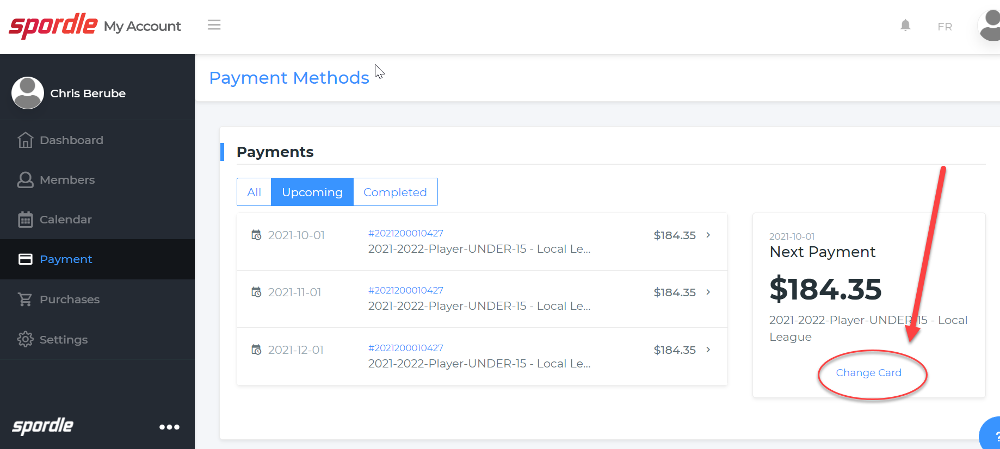 spordle My Account
FR
Chris Berube
Dashboard
Members
Calendar
Payment
Purchases
Settings
spordle
Payment Methods
Payments
All
Upcoming
Completed
2021-10-01
#2021200010427
2021-2022-Player-UNDER-15 - Local Le...
$184.35
2021-11-01
#2021200010427
2021-2022-Player-UNDER-15 - Local Le...
$184.35
2021-12-01
#2021200010427
2021-2022-Player-UNDER-15 - Local Le...
$184.35
2021-10-01
Next Payment
$184.35
2021-2022-Player-UNDER-15 - Local
League
Change Card
?